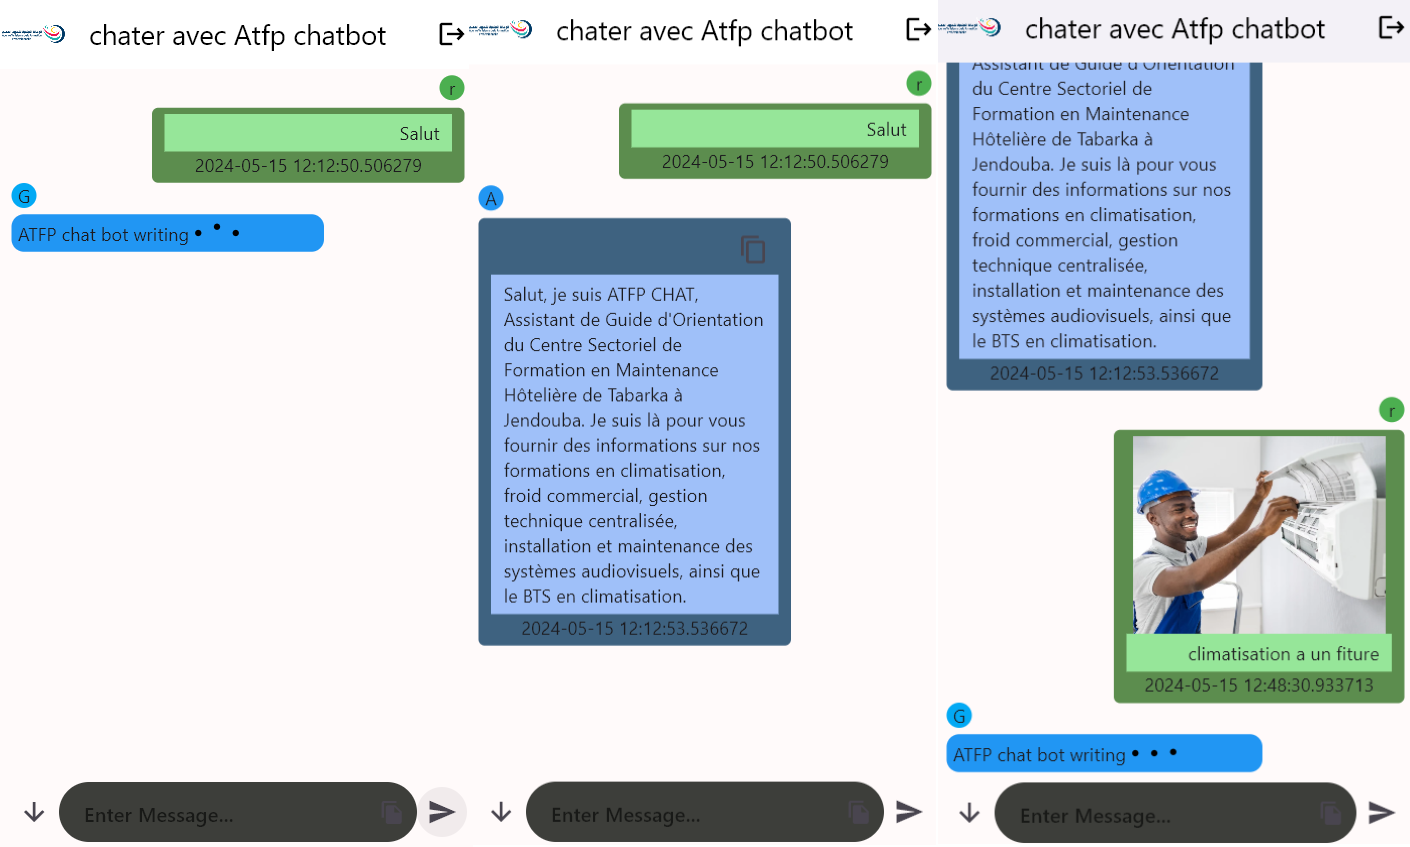 chater avec Atfp chatbot
r
Salut
2024-05-15 12:12:50.506279
G
ATFP chat bot writing
Enter Message...
chater avec Atfp chatbot
r
Salut
2024-05-15 12:12:50.506279
A
Salut, je suis ATFP CHAT,
Assistant de Guide d'Orientation
du Centre Sectoriel de
Formation en Maintenance
Hôtelière de Tabarka à
Jendouba. Je suis là pour vous
fournir des informations sur nos
formations en climatisation,
froid commercial, gestion
technique centralisée,
installation et maintenance des
systèmes audiovisuels, ainsi que
le BTS en climatisation.
2024-05-15 12:12:53.536672
Enter Message...
chater avec Atfp chatbot
Assistant de Guide d'Orientation
du Centre Sectoriel de
Formation en Maintenance
Hôtelière de Tabarka à
Jendouba. Je suis là pour vous
fournir des informations sur nos
formations en climatisation,
froid commercial, gestion
technique centralisée,
installation et maintenance des
systèmes audiovisuels, ainsi que
le BTS en climatisation.
2024-05-15 12:12:53.536672
r
climatisation a un fiture
2024-05-15 12:48:30.933713
G
ATFP chat bot writing
Enter Message...